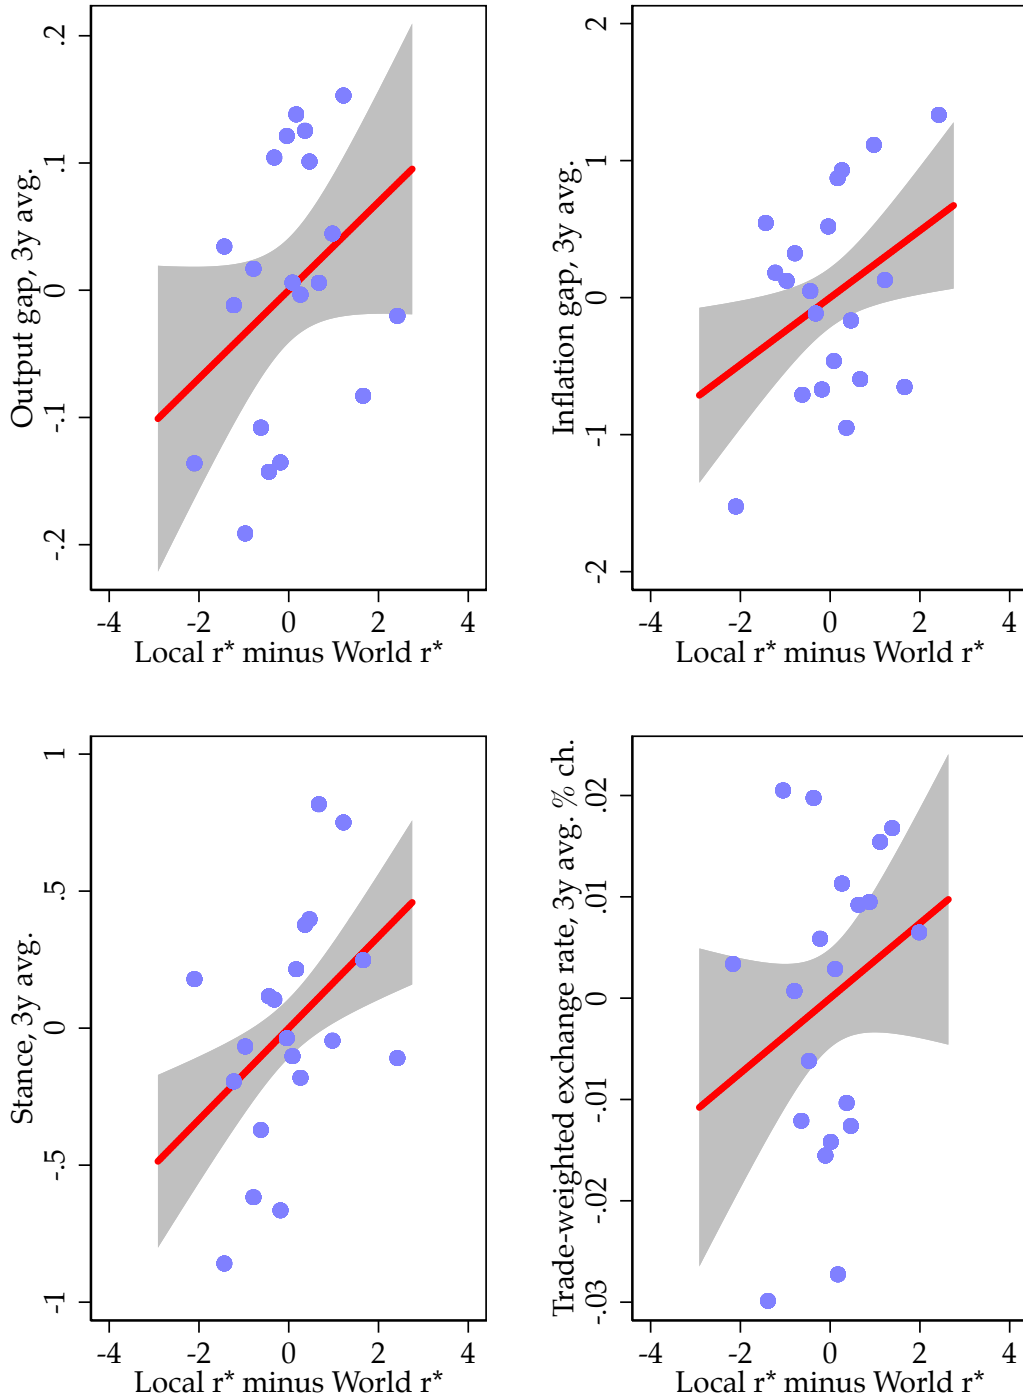 Output gap, 3y avg.
.2
.1
0
-.1
-.2
-4 -2 0 2 4
Local r* minus World r*
Inflation gap, 3y avg.
2
1
0
-1
-2
-4 -2 0 2 4
Local r* minus World r*
Stance, 3y avg.
1
.5
0
-.5
-1
-4 -2 0 2 4
Local r* minus World r*
Trade-weighted exchange rate, 3y avg. % ch.
.02
.01
0
-.01
-.02
-.03
-4 -2 0 2 4
Local r* minus World r*